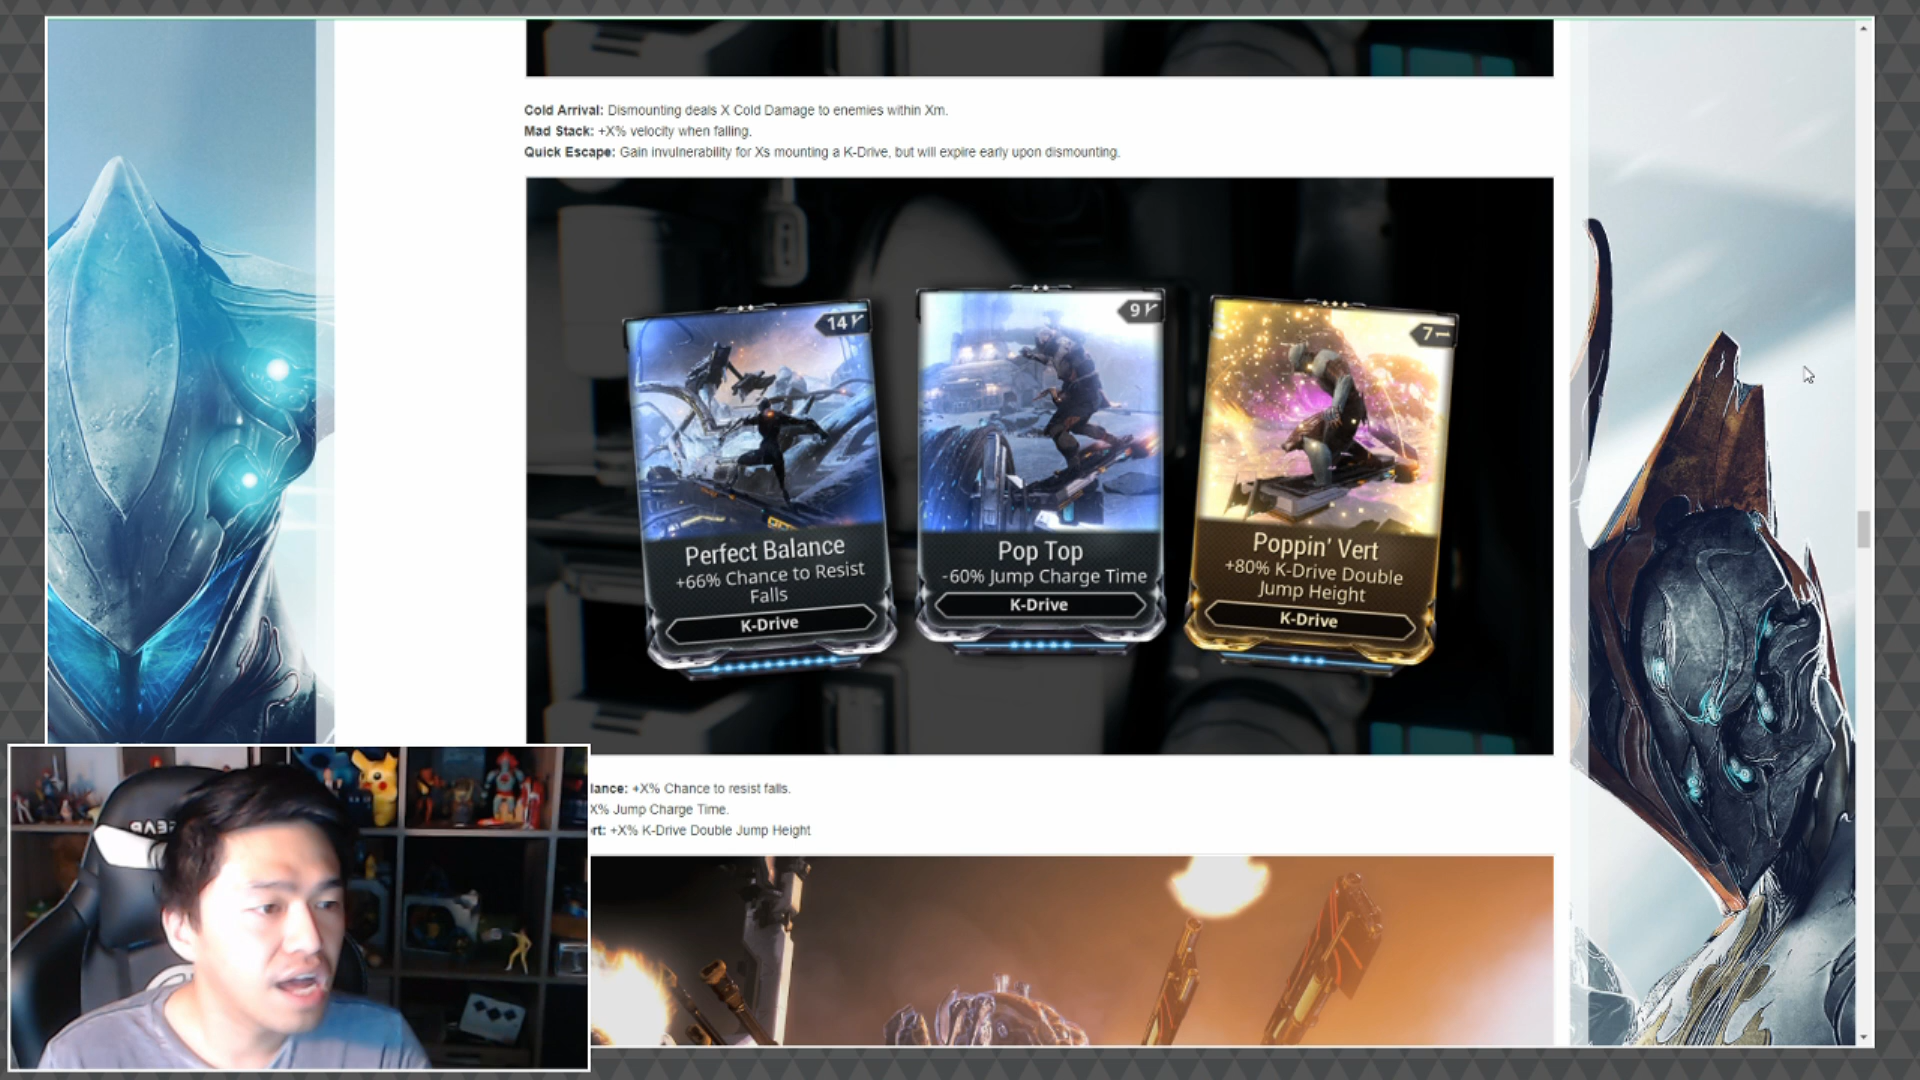 Cold Arrival: Dismounting deals X Cold Damage to enemies within Xm.
Mad Stack: +X% velocity when falling.
Quick Escape: Gain invulnerability for Xs mounting a K-Drive, but will expire early upon dismounting.
14
Perfect Balance
+66% Chance to Resist
Falls
K-Drive
9
Pop Top
-60% Jump Charge Time
K-Drive
7
Poppin' Vert
+80% K-Drive Double
Jump Height
K-Drive
lance: +X% Chance to resist falls.
X% Jump Charge Time.
rt: +X% K-Drive Double Jump Height